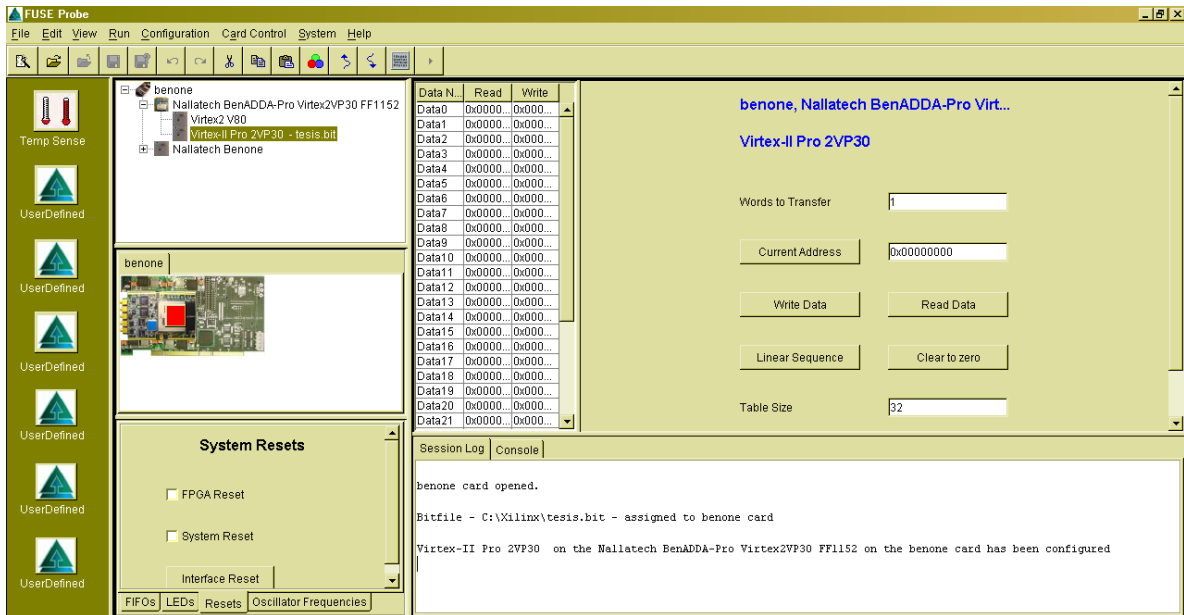 FUSE Probe
File Edit View Run Configuration Card Control System Help
Temp Sense
UserDefined
UserDefined
UserDefined
UserDefined
UserDefined
UserDefined
benone
Nallatech BenADDA-Pro Virtex2VP30 FF1152
Virtex2 V80
Virtex-II Pro 2VP30 - tesis.bit
Nallatech Benone
benone
System Resets
FPGA Reset
System Reset
Interface Reset
FIFOs LEDs Resets Oscillator Frequencies
Data N... Read Write
Data0 0x0000... 0x000...
Data1 0x0000... 0x000...
Data2 0x0000... 0x000...
Data3 0x0000... 0x000...
Data4 0x0000... 0x000...
Data5 0x0000... 0x000...
Data6 0x0000... 0x000...
Data7 0x0000... 0x000...
Data8 0x0000... 0x000...
Data9 0x0000... 0x000...
Data10 0x0000... 0x000...
Data11 0x0000... 0x000...
Data12 0x0000... 0x000...
Data13 0x0000... 0x000...
Data14 0x0000... 0x000...
Data15 0x0000... 0x000...
Data16 0x0000... 0x000...
Data17 0x0000... 0x000...
Data18 0x0000... 0x000...
Data19 0x0000... 0x000...
Data20 0x0000... 0x000...
Data21 0x0000... 0x000...
benone, Nallatech BenADDA-Pro Virt...
Virtex-II Pro 2VP30
Words to Transfer 1
Current Address 0x00000000
Write Data Read Data
Linear Sequence Clear to zero
Table Size 32
Session Log Console
benone card opened.
Bitfile - C:\Xilinx\tesis.bit - assigned to benone card
Virtex-II Pro 2VP30 on the Nallatech BenADDA-Pro Virtex2VP30 FF1152 on the benone card has been configured